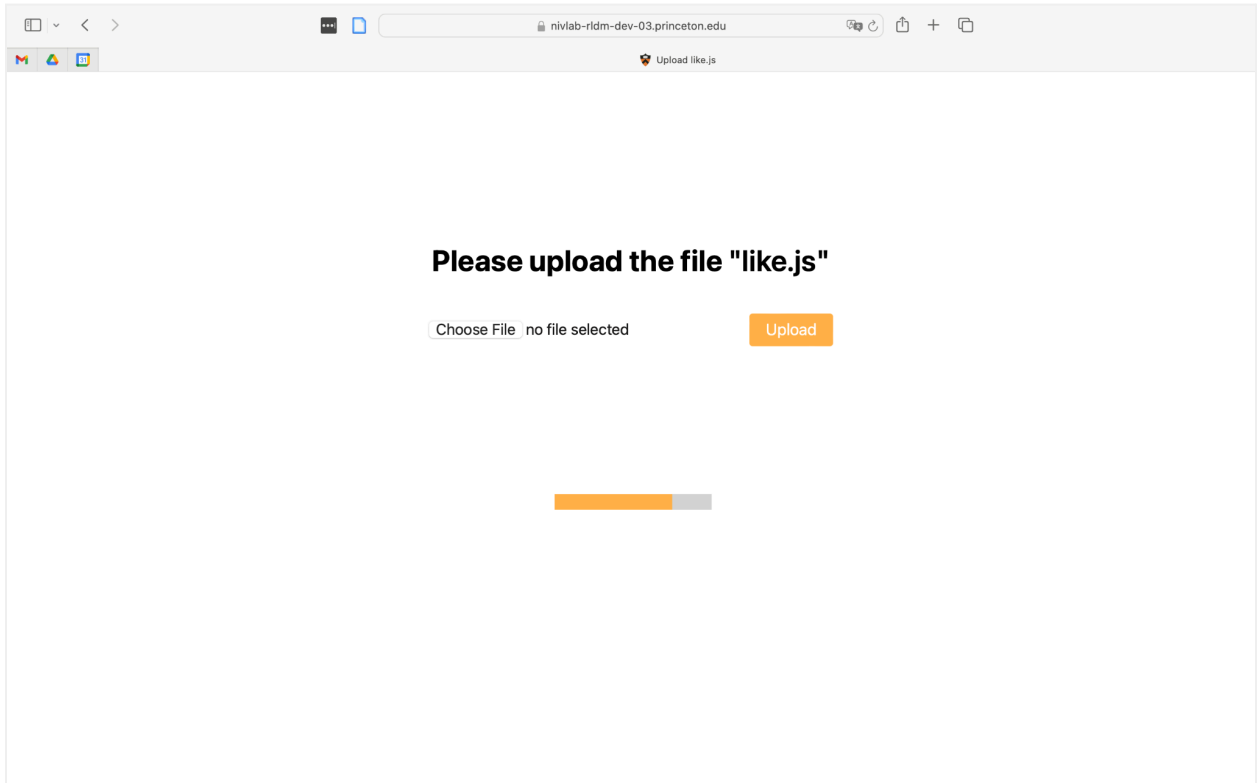 nivlab-rldm-dev-03.princeton.edu
31
Upload like.js
Please upload the file "like.js"
Choose File no file selected
Upload